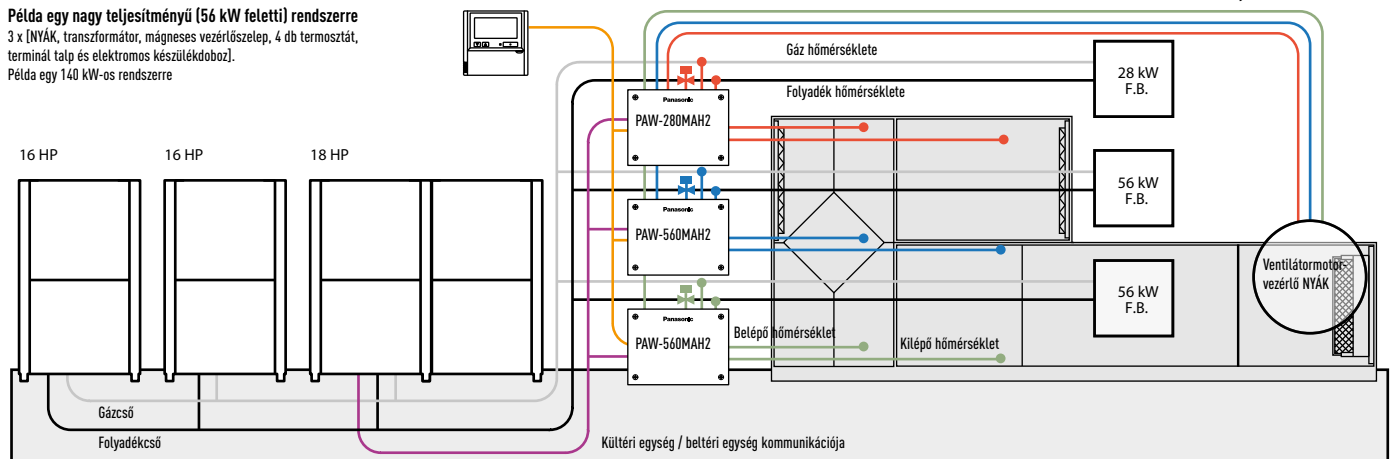 Példa egy nagy teljesítményű (56 kW feletti) rendszerre
3 x [NYÁK, transzformátor, mágneses vezérlőszelep, 4 db termosztát,
terminál talp és elektromos készülékdoboz].
Példa egy 140 kW-os rendszerre
16 HP
16 HP
18 HP
Gáz hőmérséklete
Folyadék hőmérséklete
Panasonic
PAW-280MAH2
28 kW
F.B.
Panasonic
PAW-560MAH2
56 kW
F.B.
Panasonic
PAW-560MAH2
56 kW
F.B.
Ventilátormotor-
vezérlő NYÁK
Belépő hőmérséklet
Kilépő hőmérséklet
Gázcső
Folyadékcső
Kültéri egység / beltéri egység kommunikációja